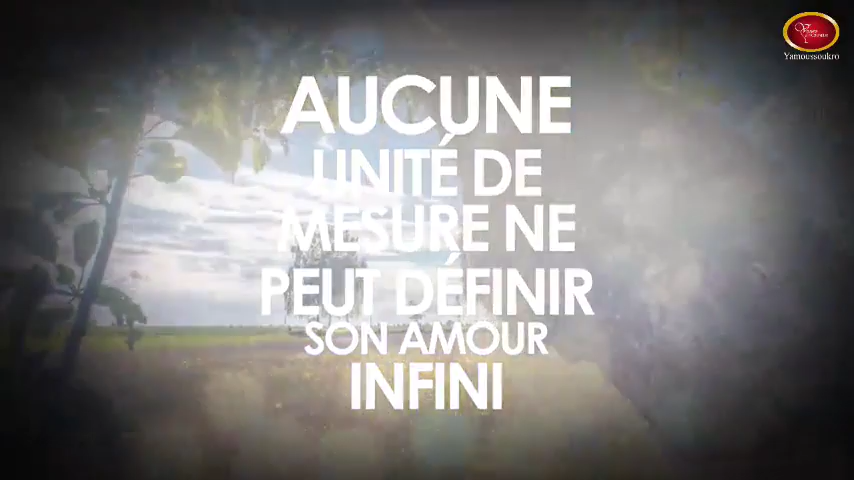 Yamoussoukro
AUCUNE
UNITÉ DE
MESURE NE
PEUT DÉFINIR
SON AMOUR
INFINI